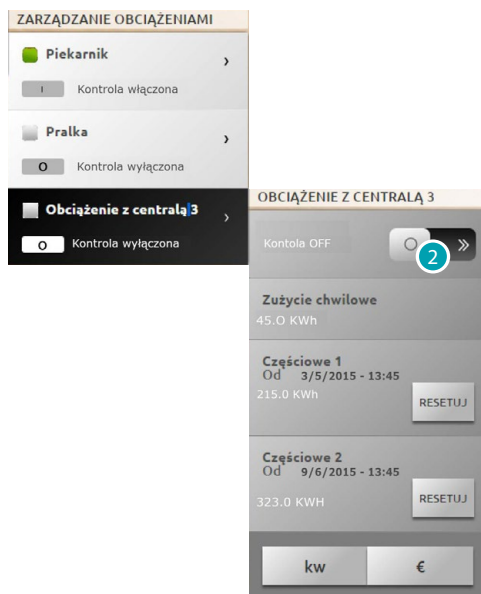 ZARZĄDZANIE OBCIĄŻENIAMI
Piekarnik
I Kontrola włączona
Pralka
O Kontrola wyłączona
Obciążenie z centralą 3
O Kontrola wyłączona
OBCIĄŻENIE Z CENTRALĄ 3
Kontola OFF
2
Zużycie chwilowe
45.O KWh
Częściowe 1
Od 3/5/2015 - 13:45
215.0 KWh
RESETUJ
Częściowe 2
Od 9/6/2015 - 13:45
323.0 KWH
RESETUJ
kw €